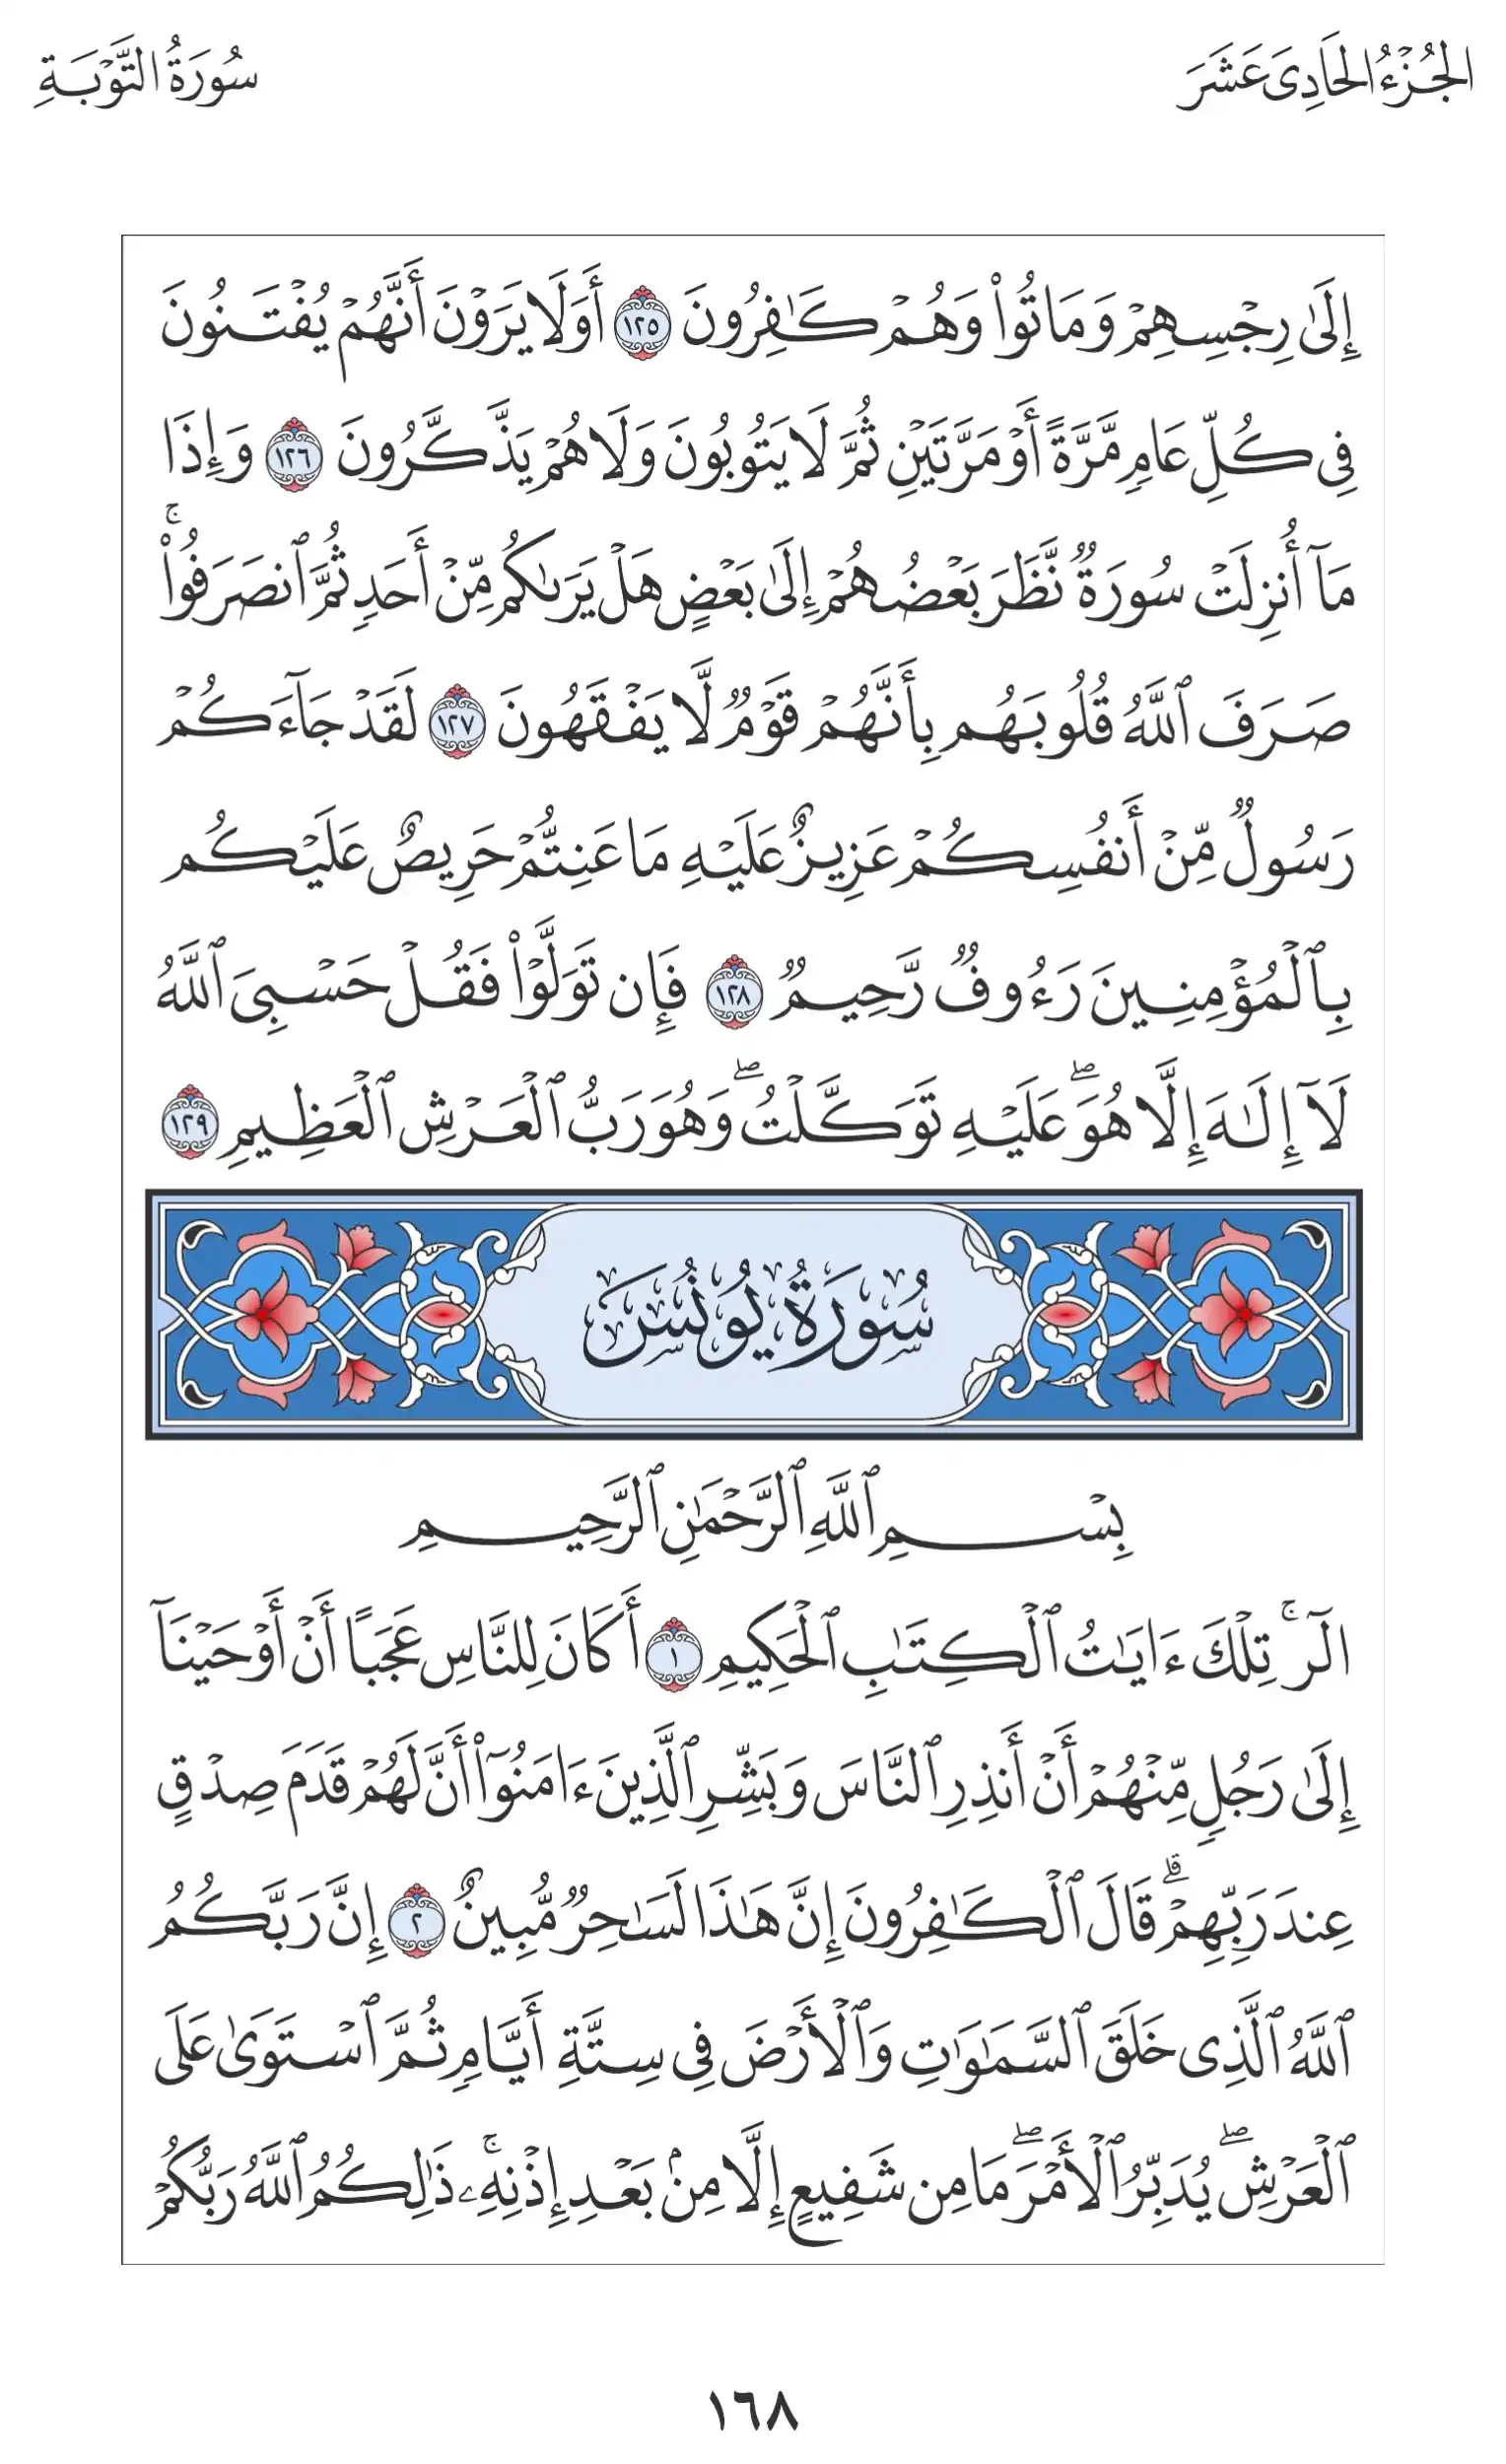 الجُزْءُ الحَادِىَ عَشَرَ
سُورَةُ التَّوۡبَةِ
إِلَىٰ رِجۡسِهِمۡ وَمَاتُواْ وَهُمۡ كَٰفِرُونَ ١٢٥ أَوَلَا يَرَوۡنَ أَنَّهُمۡ يُفۡتَنُونَ
فِي كُلِّ عَامٖ مَّرَّةً أَوۡ مَرَّتَيۡنِ ثُمَّ لَا يَتُوبُونَ وَلَا هُمۡ يَذَّكَّرُونَ ١٢٦ وَإِذَا
مَآ أُنزِلَتۡ سُورَةٞ نَّظَرَ بَعۡضُهُمۡ إِلَىٰ بَعۡضٍ هَلۡ يَرَىٰكُم مِّنۡ أَحَدٖ ثُمَّ ٱنصَرَفُواْۚ
صَرَفَ ٱللَّهُ قُلُوبَهُم بِأَنَّهُمۡ قَوۡمٞ لَّا يَفۡقَهُونَ ١٢٧ لَقَدۡ جَآءَكُمۡ
رَسُولٞ مِّنۡ أَنفُسِكُمۡ عَزِيزٌ عَلَيۡهِ مَا عَنِتُّمۡ حَرِيصٌ عَلَيۡكُم
بِٱلۡمُؤۡمِنِينَ رَءُوفٞ رَّحِيمٞ ١٢٨ فَإِن تَوَلَّوۡاْ فَقُلۡ حَسۡبِيَ ٱللَّهُ
لَآ إِلَٰهَ إِلَّا هُوَۖ عَلَيۡهِ تَوَكَّلۡتُۖ وَهُوَ رَبُّ ٱلۡعَرۡشِ ٱلۡعَظِيمِ ١٢٩
سُورَةُ يُونُسَ
بِسۡمِ ٱللَّهِ ٱلرَّحۡمَٰنِ ٱلرَّحِيمِ
الٓرۚ تِلۡكَ ءَايَٰتُ ٱلۡكِتَٰبِ ٱلۡحَكِيمِ ١ أَكَانَ لِلنَّاسِ عَجَبًا أَنۡ أَوۡحَيۡنَآ
إِلَىٰ رَجُلٖ مِّنۡهُمۡ أَنۡ أَنذِرِ ٱلنَّاسَ وَبَشِّرِ ٱلَّذِينَ ءَامَنُوٓاْ أَنَّ لَهُمۡ قَدَمَ صِدۡقٍ
عِندَ رَبِّهِمۡۗ قَالَ ٱلۡكَٰفِرُونَ إِنَّ هَٰذَا لَسَٰحِرٞ مُّبِينٌ ٢ إِنَّ رَبَّكُمُ
ٱللَّهُ ٱلَّذِي خَلَقَ ٱلسَّمَٰوَٰتِ وَٱلۡأَرۡضَ فِي سِتَّةِ أَيَّامٖ ثُمَّ ٱسۡتَوَىٰ عَلَى
ٱلۡعَرۡشِۖ يُدَبِّرُ ٱلۡأَمۡرَۖ مَا مِن شَفِيعٍ إِلَّا مِنۢ بَعۡدِ إِذۡنِهِۦۚ ذَٰلِكُمُ ٱللَّهُ رَبُّكُمۡ
١٦٨